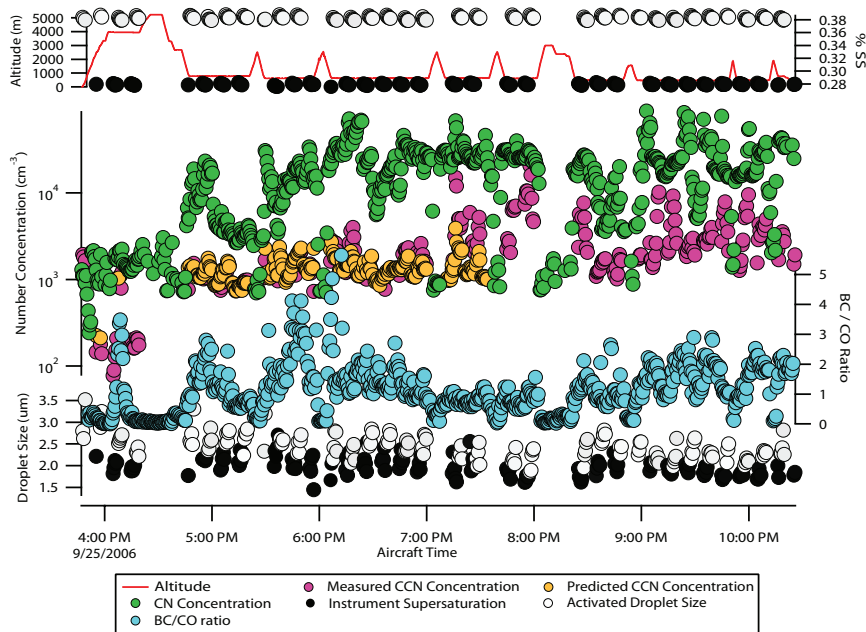 5000
4000
3000
2000
1000
0
Altitude (m)
0.38
0.36
0.34
0.32
0.30
0.28
% SS
10^4
10^3
10^2
Number Concentration (cm^-3)
5
4
3
2
1
0
BC / CO Ratio
3.5
3.0
2.5
2.0
1.5
Droplet Size (um)
4:00 PM 5:00 PM 6:00 PM 7:00 PM 8:00 PM 9:00 PM 10:00 PM
9/25/2006
Aircraft Time
Altitude Measured CCN Concentration Predicted CCN Concentration
CN Concentration Instrument Supersaturation Activated Droplet Size
BC/CO ratio